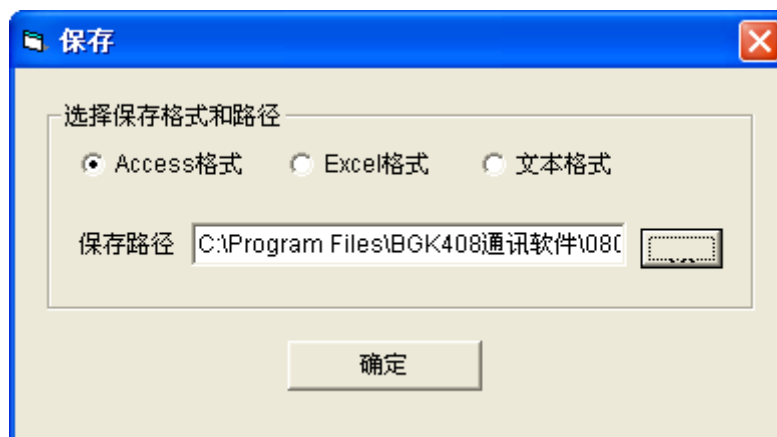 保存
选择保存格式和路径
Access格式 Excel格式 文本格式
保存路径 C:\Program Files\BGK408通讯软件\080
...
确定